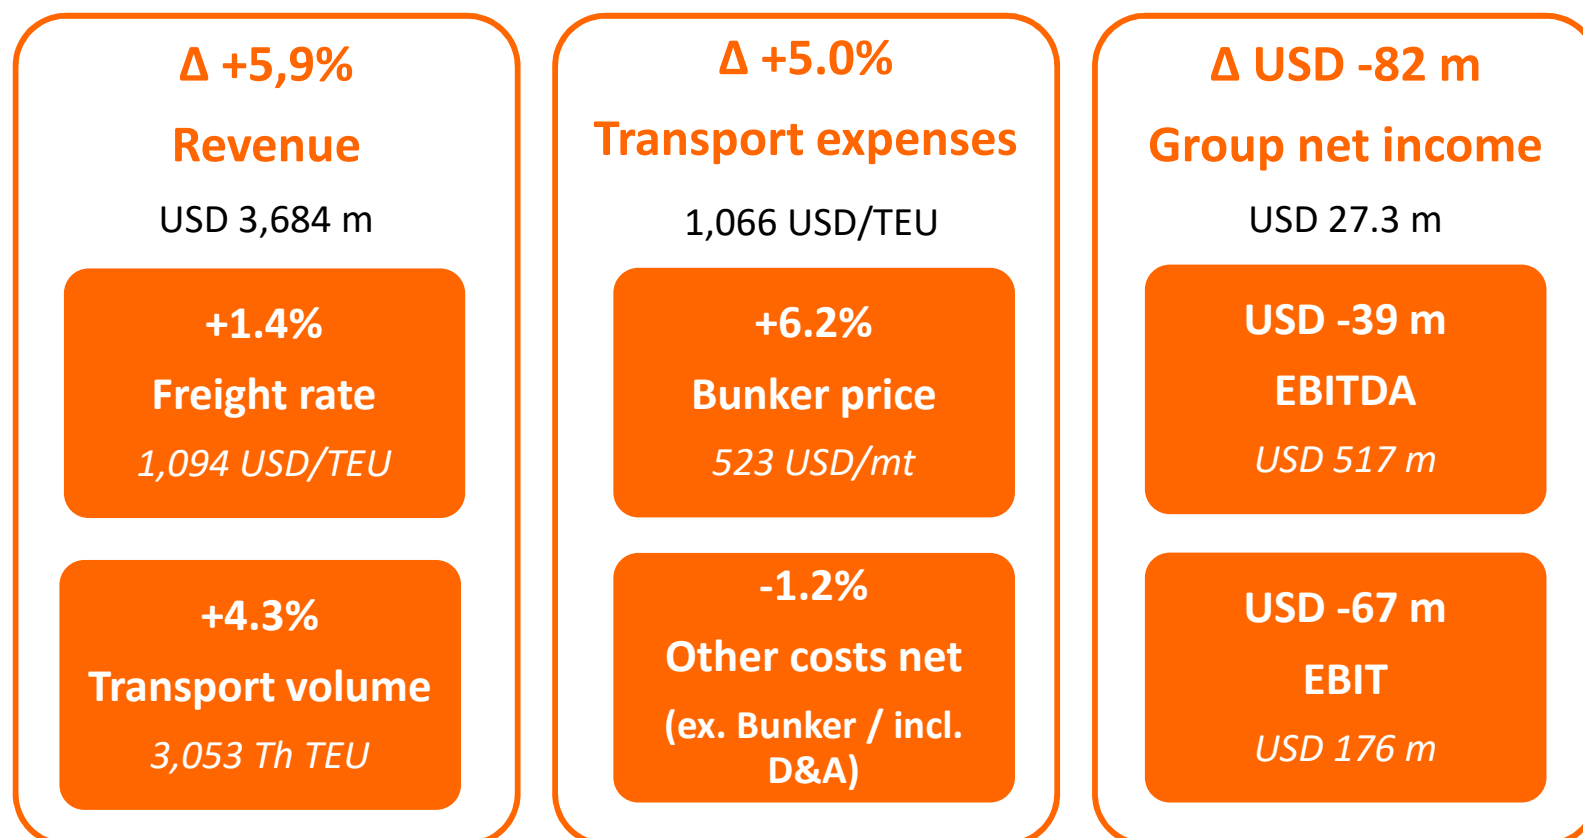 Δ +5,9%
Revenue
USD 3,684 m
+1.4%
Freight rate
1,094 USD/TEU
+4.3%
Transport volume
3,053 Th TEU
Δ +5.0%
Transport expenses
1,066 USD/TEU
+6.2%
Bunker price
523 USD/mt
-1.2%
Other costs net
(ex. Bunker / incl.
D&A)
Δ USD -82 m
Group net income
USD 27.3 m
USD -39 m
EBITDA
USD 517 m
USD -67 m
EBIT
USD 176 m